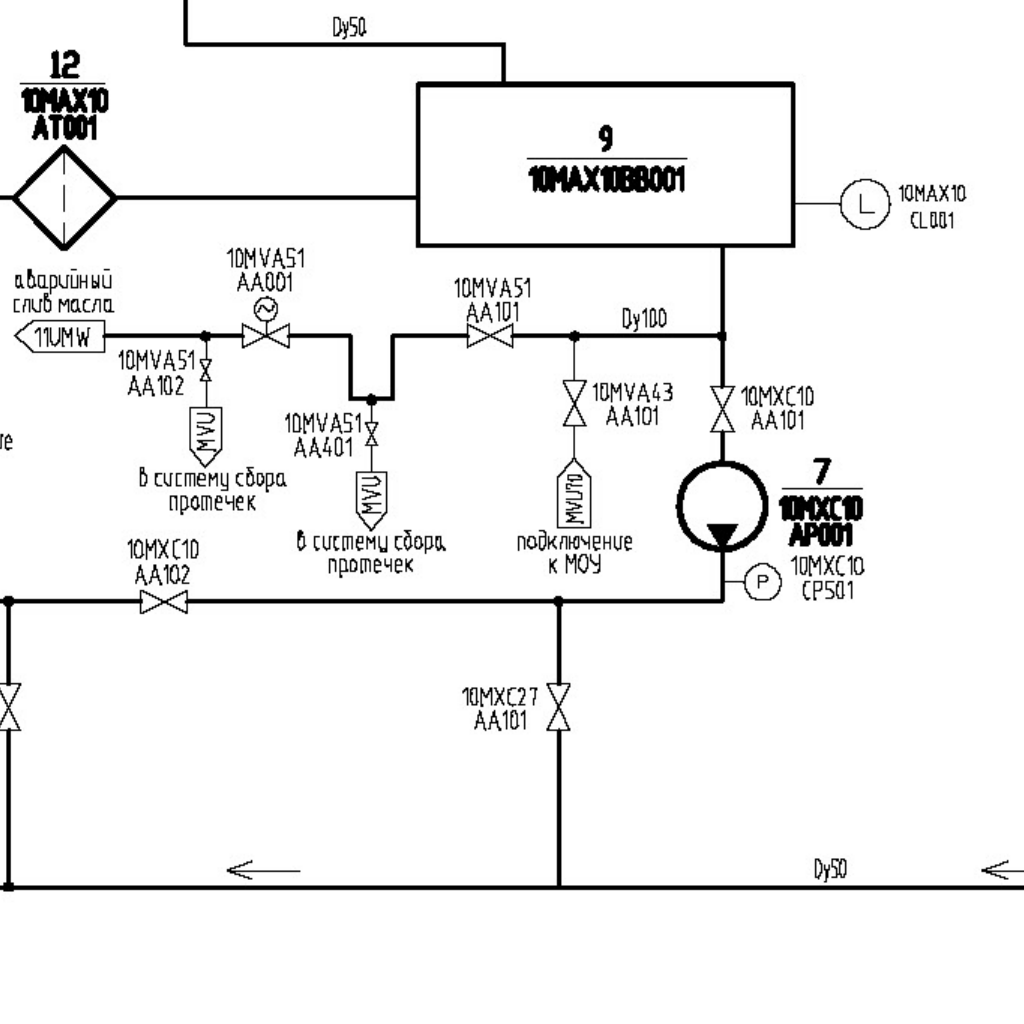 Dy50
12
10MAX10
AT001
9
10MAX10BB001
L
10MAX10
CL001
аварийный
слив масла
11UMW
10MVA51
AA001
10MVA51
AA101
Dy100
10MVA51
AA102
MVU
в систему сбора
протечек
10MVA51
AA401
MVU
в систему сбора
протечек
10MVA43
AA101
MVU70
подключение
к МОУ
10MXC10
AA101
7
10MXC10
AP001
P
10MXC10
CP501
10MXC10
AA102
10MXC27
AA101
Dy50